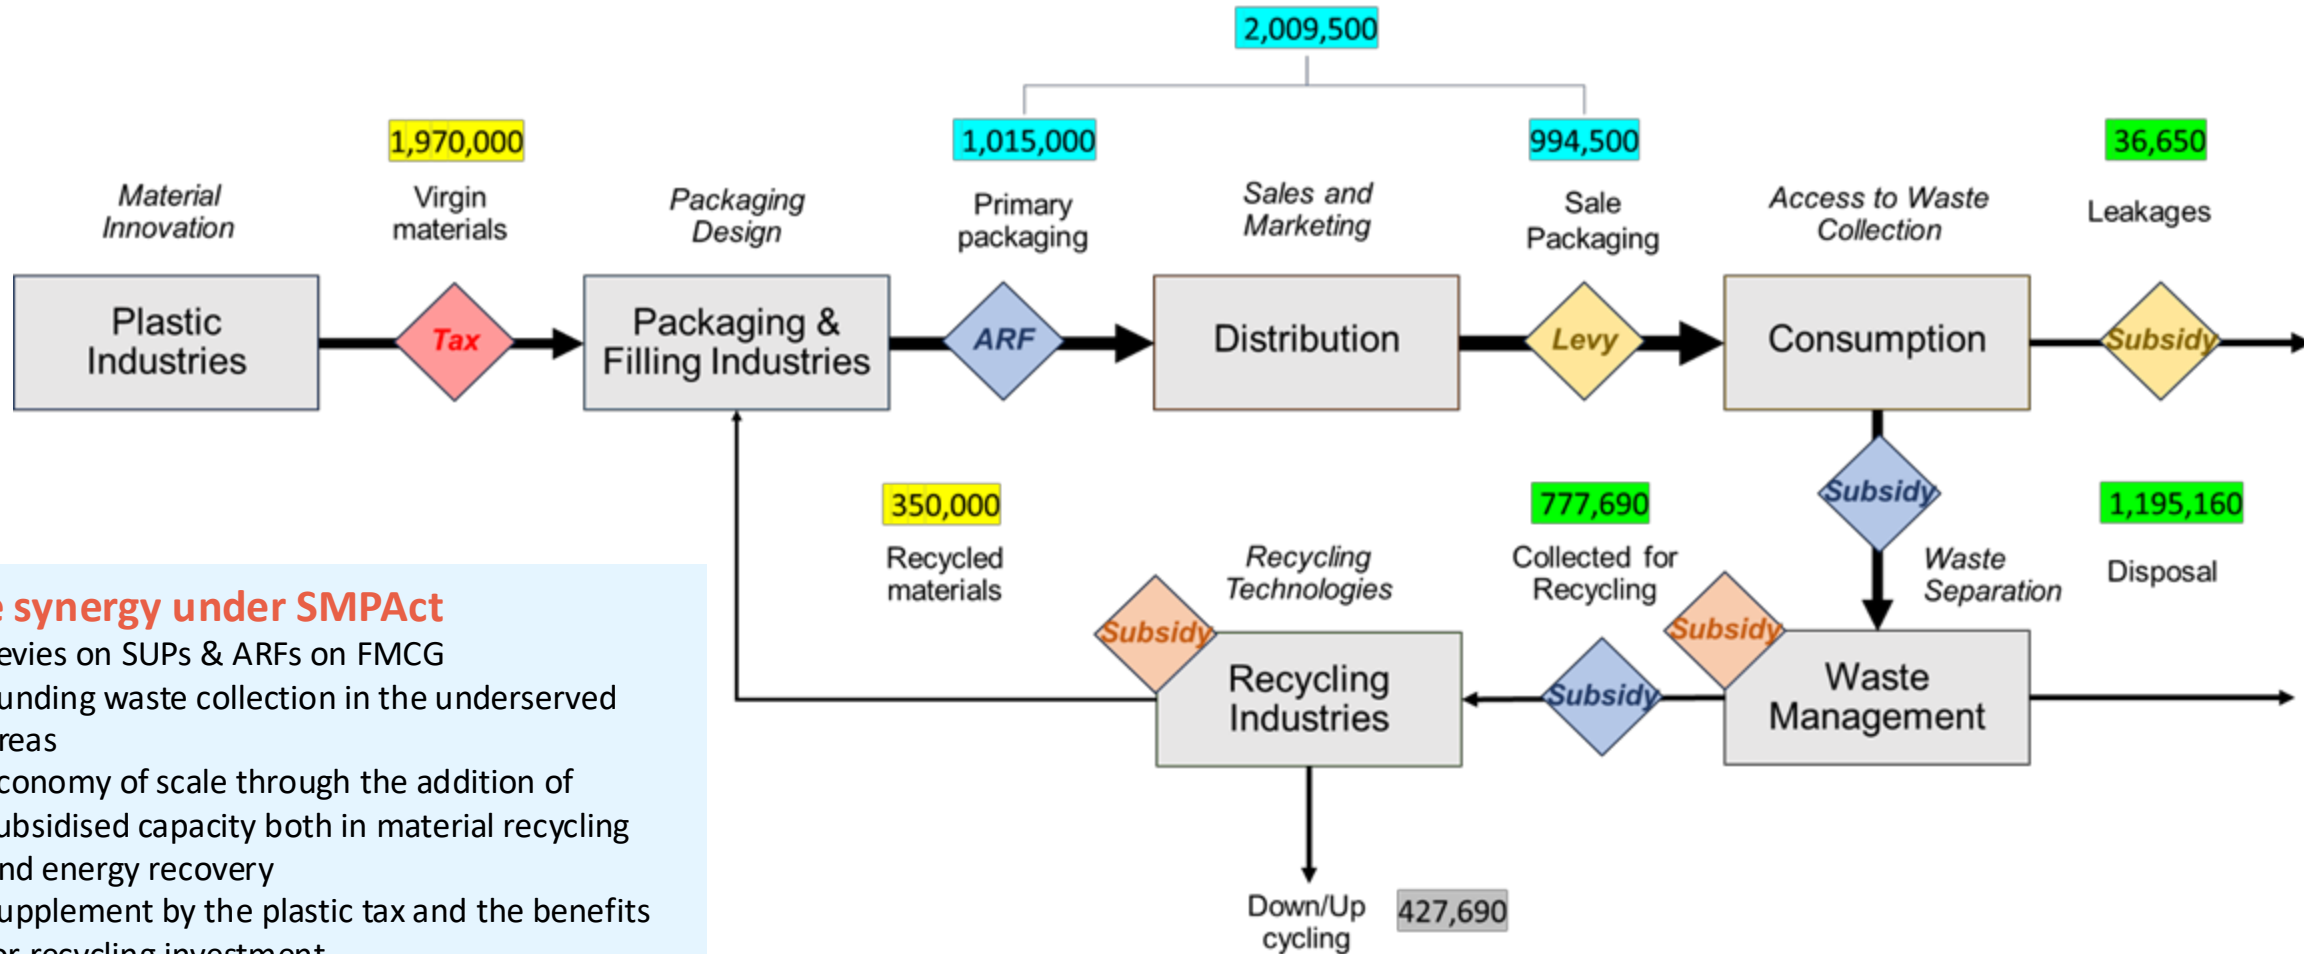 2,009,500
1,970,000
1,015,000
994,500
36,650
Material
Innovation
Virgin
materials
Packaging
Design
Primary
packaging
Sales and
Marketing
Sale
Packaging
Access to Waste
Collection
Leakages
Plastic
Industries
Tax
Packaging &
Filling Industries
ARF
Distribution
Levy
Consumption
Subsidy
Subsidy
350,000
777,690
1,195,160
Recycled
materials
Recycling
Technologies
Collected for
Recycling
Waste
Separation
Disposal
Subsidy
Subsidy
Recycling
Industries
Subsidy
Waste
Management
Down/Up
cycling
427,690
e synergy under SMPAct
evies on SUPs & ARFs on FMCG
unding waste collection in the underserved
reas
conomy of scale through the addition of
ubsidised capacity both in material recycling
nd energy recovery
upplement by the plastic tax and the benefits
or recycling investment